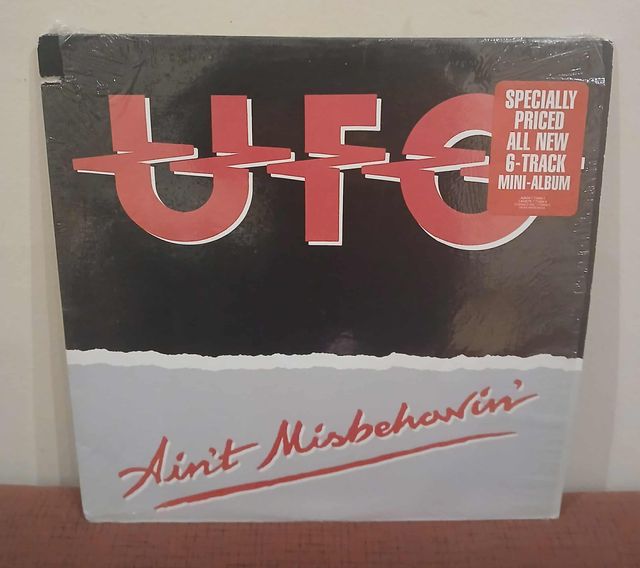 UFO
SPECIALLY
PRICED
ALL NEW
6-TRACK
MINI-ALBUM
Ain't Misbehavin'